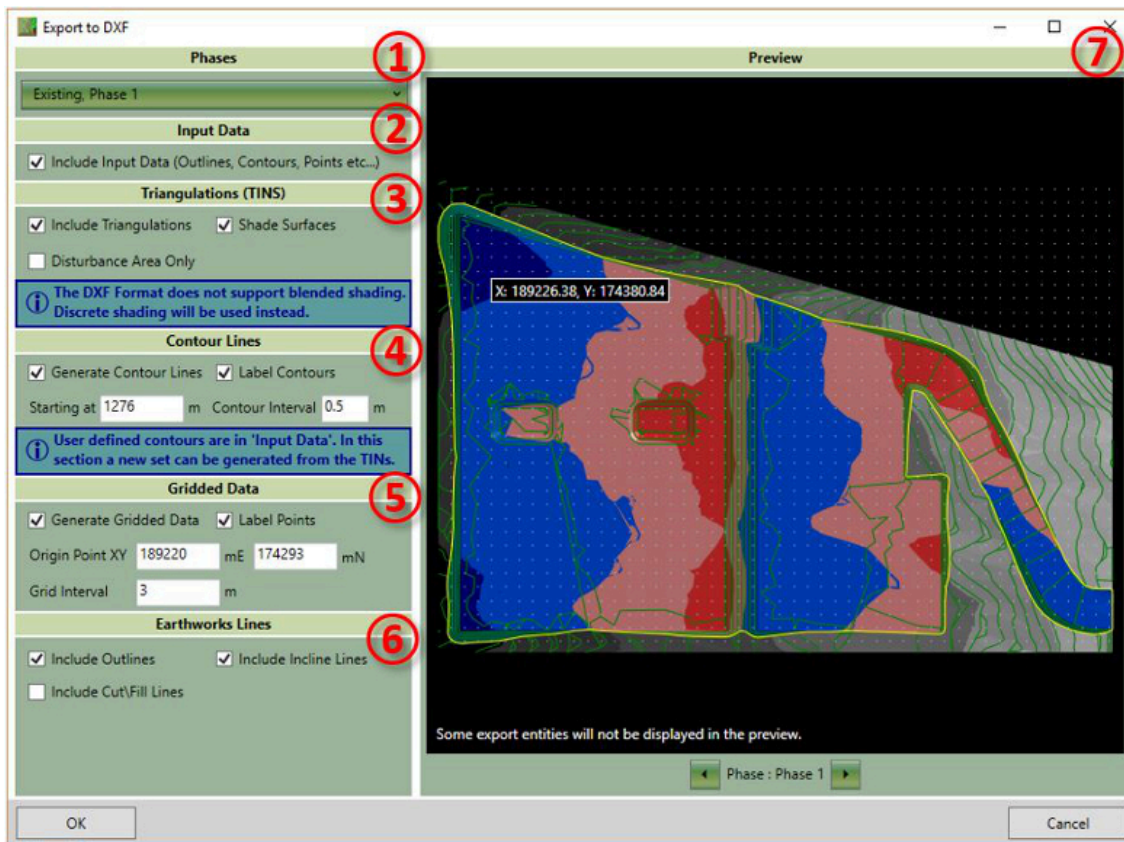 Export to DXF
Phases
1
Existing, Phase 1
Input Data
2
Include Input Data (Outlines, Contours, Points etc...)
Triangulations (TINS)
3
Include Triangulations Shade Surfaces
Disturbance Area Only
The DXF Format does not support blended shading.
Discrete shading will be used instead.
Contour Lines
4
Generate Contour Lines Label Contours
Starting at 1276 m Contour Interval 0.5 m
User defined contours are in 'Input Data'. In this
section a new set can be generated from the TINs.
Gridded Data
5
Generate Gridded Data Label Points
Origin Point XY 189220 mE 174293 mN
Grid Interval 3 m
Earthworks Lines
6
Include Outlines Include Incline Lines
Include Cut\Fill Lines
Preview
7
X: 189226.38, Y: 174380.84
Some export entities will not be displayed in the preview.
Phase : Phase 1
OK
Cancel